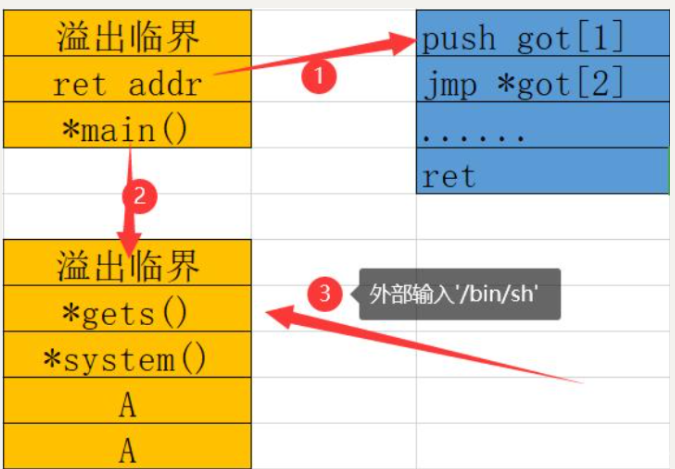 溢出临界
ret addr
*main()
push got[1]
jmp *got[2]
......
ret
1
2
溢出临界
*gets()
*system()
A
A
3
外部输入'/bin/sh'